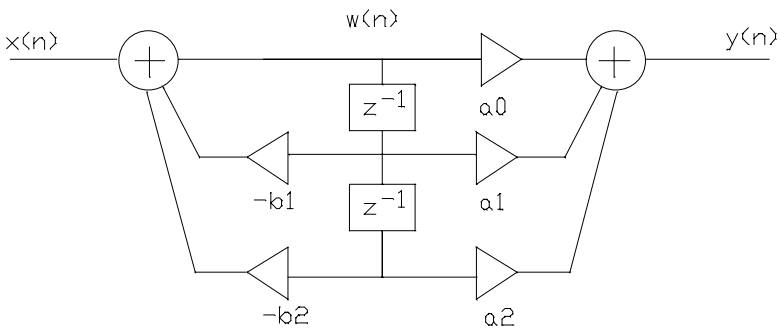 w(n)
x(n)
y(n)
z⁻¹
a0
-b1
a1
z⁻¹
-b2
a2